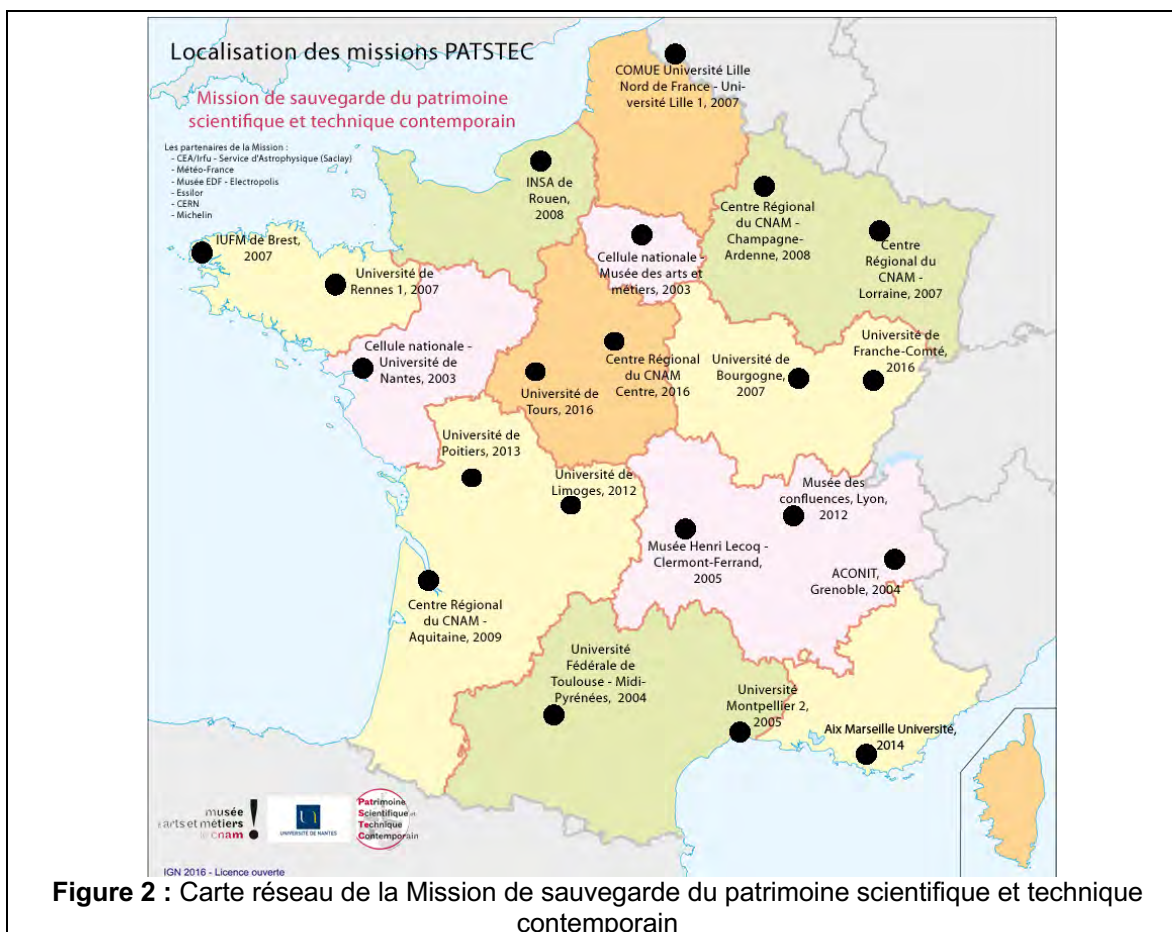 Localisation des missions PATSTEC
Mission de sauvegarde du patrimoine
scientifique et technique contemporain
Les partenaires de la Mission :
- CEA/Irfu - Service d'Astrophysique (Saclay)
- Météo-France
- Musée EDF - Electropolis
- Essilor
- CERN
- Michelin
COMUE Université Lille
Nord de France - Uni-
versité Lille 1, 2007
INSA de
Rouen,
2008
Centre Régional
du CNAM -
Champagne-
Ardenne, 2008
Centre
Régional du
CNAM -
Lorraine, 2007
Cellule nationale -
Musée des arts et
métiers, 2003
IUFM de Brest,
2007
Université de
Rennes 1, 2007
Cellule nationale -
Université de
Nantes, 2003
Université de
Tours, 2016
Centre Régional
du CNAM
Centre, 2016
Université de
Bourgogne,
2007
Université de
Franche-Comté,
2016
Université de
Poitiers, 2013
Université de
Limoges, 2012
Musée des
confluences, Lyon,
2012
Musée Henri Lecoq -
Clermont-Ferrand,
2005
ACONIT,
Grenoble, 2004
Centre Régional
du CNAM -
Aquitaine, 2009
Université
Fédérale de
Toulouse - Midi-
Pyrénées, 2004
Université
Montpellier 2,
2005
Aix Marseille Université,
2014
musée
arts et métiers
le cnam
UNIVERSITÉ DE NANTES
Patrimoine
Scientifique et
Technique
Contemporain
IGN 2016 - Licence ouverte
Figure 2 : Carte réseau de la Mission de sauvegarde du patrimoine scientifique et technique
contemporain